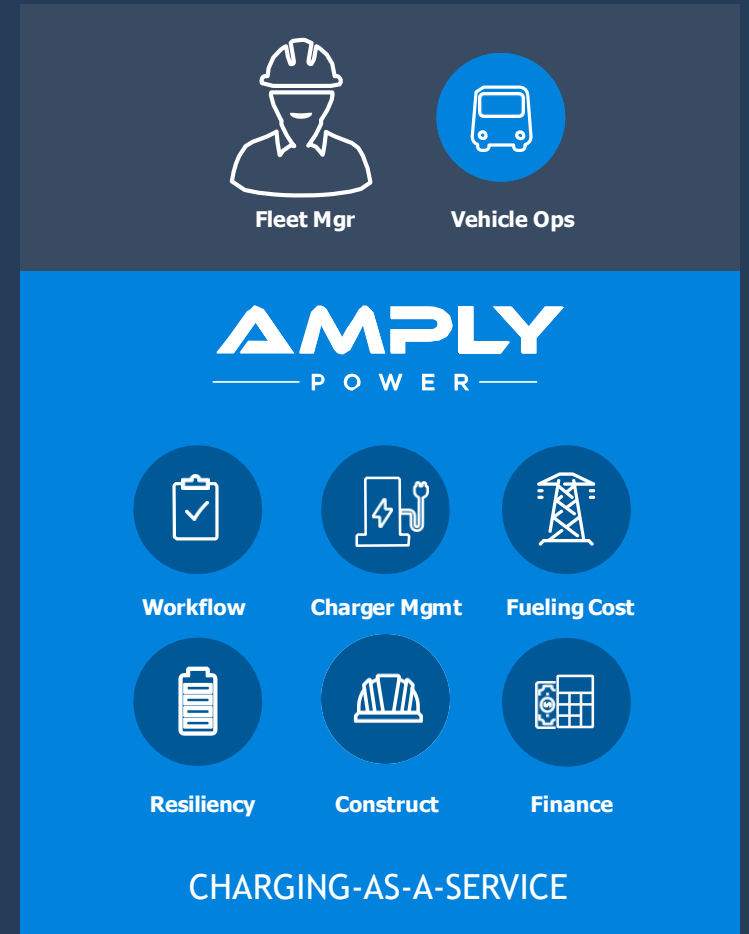 Fleet Mgr Vehicle Ops
AMPLY
POWER
Workflow Charger Mgmt Fueling Cost
Resiliency Construct Finance
CHARGING-AS-A-SERVICE